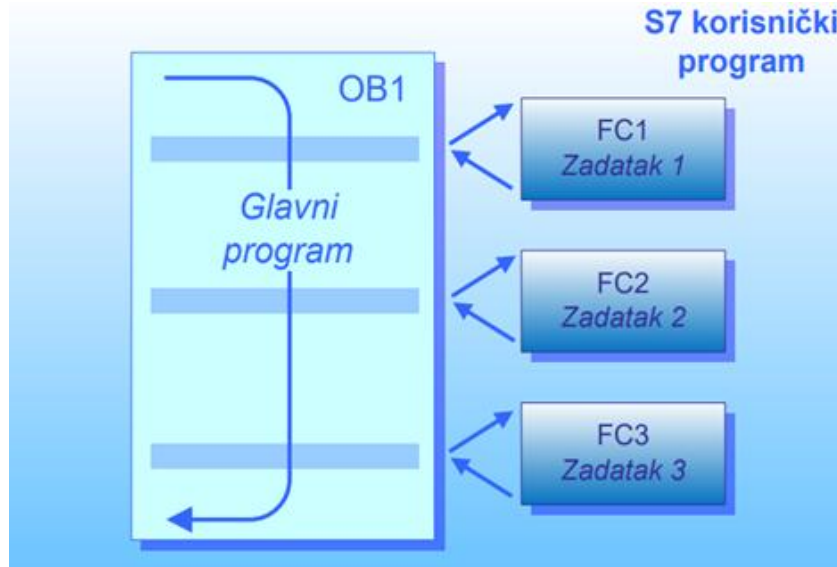 S7 korisnički
program
OB1
Glavni
program
FC1
Zadatak 1
FC2
Zadatak 2
FC3
Zadatak 3